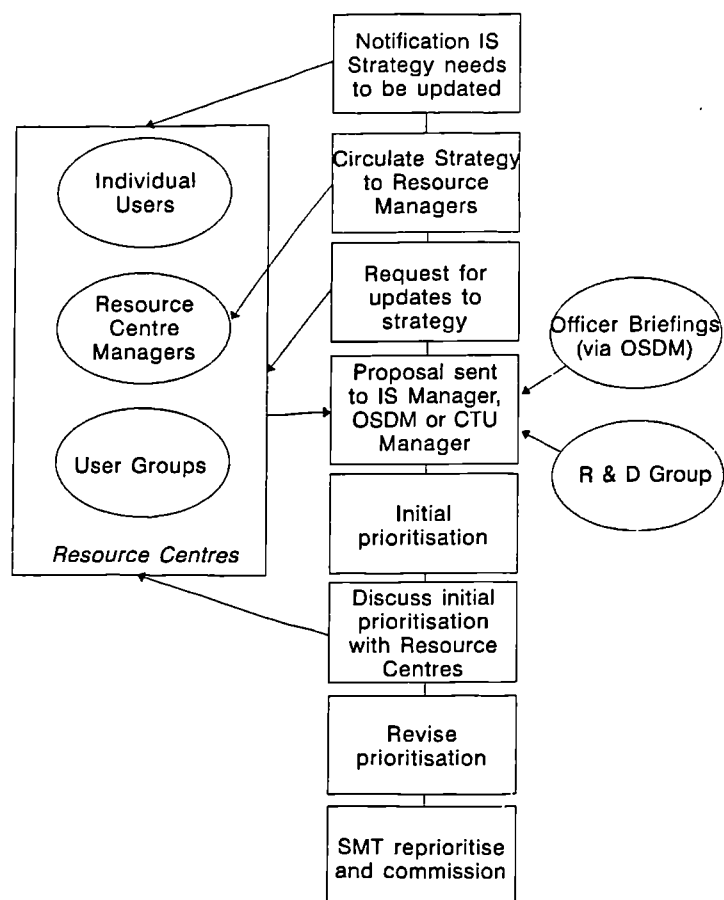 Notification IS
Strategy needs
to be updated
Circulate Strategy
to Resource
Managers
Request for
updates to
strategy
Proposal sent
to IS Manager,
OSDM or CTU
Manager
Initial
prioritisation
Discuss initial
prioritisation
with Resource
Centres
Revise
prioritisation
SMT reprioritise
and commission
Individual
Users
Resource
Centre
Managers
User Groups
Resource Centres
Officer Briefings
(via OSDM)
R & D Group